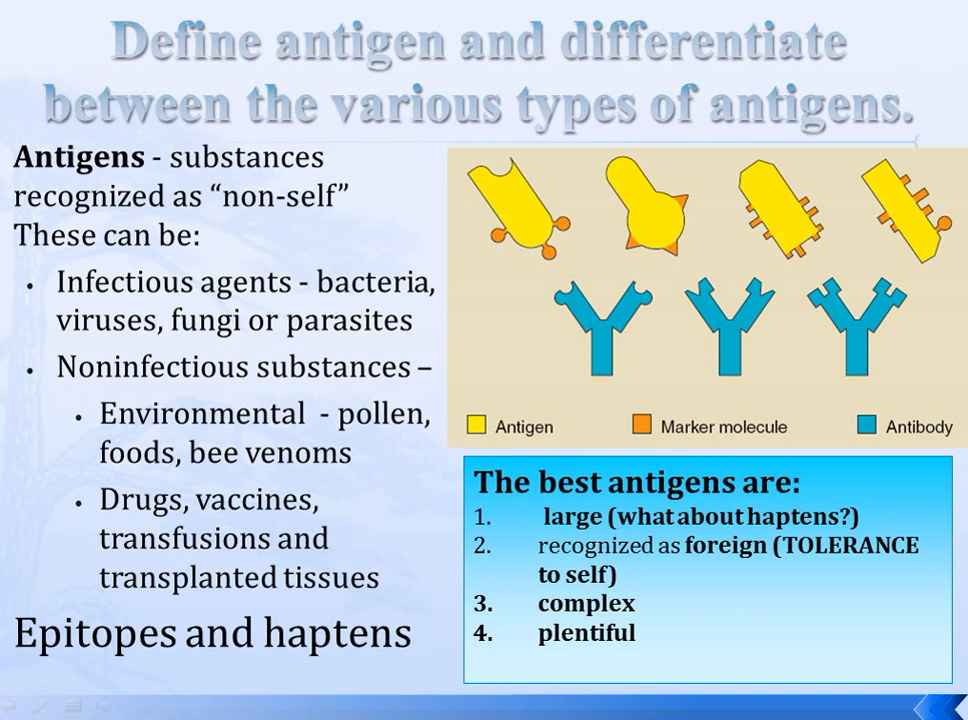 Define antigen and differentiate
between the various types of antigens.
Antigens - substances
recognized as “non-self”
These can be:
• Infectious agents - bacteria,
viruses, fungi or parasites
• Noninfectious substances –
• Environmental - pollen,
foods, bee venoms
• Drugs, vaccines,
transfusions and
transplanted tissues
Epitopes and haptens
Antigen
Marker molecule
Antibody
The best antigens are:
1. large (what about haptens?)
2. recognized as foreign (TOLERANCE
to self)
3. complex
4. plentiful